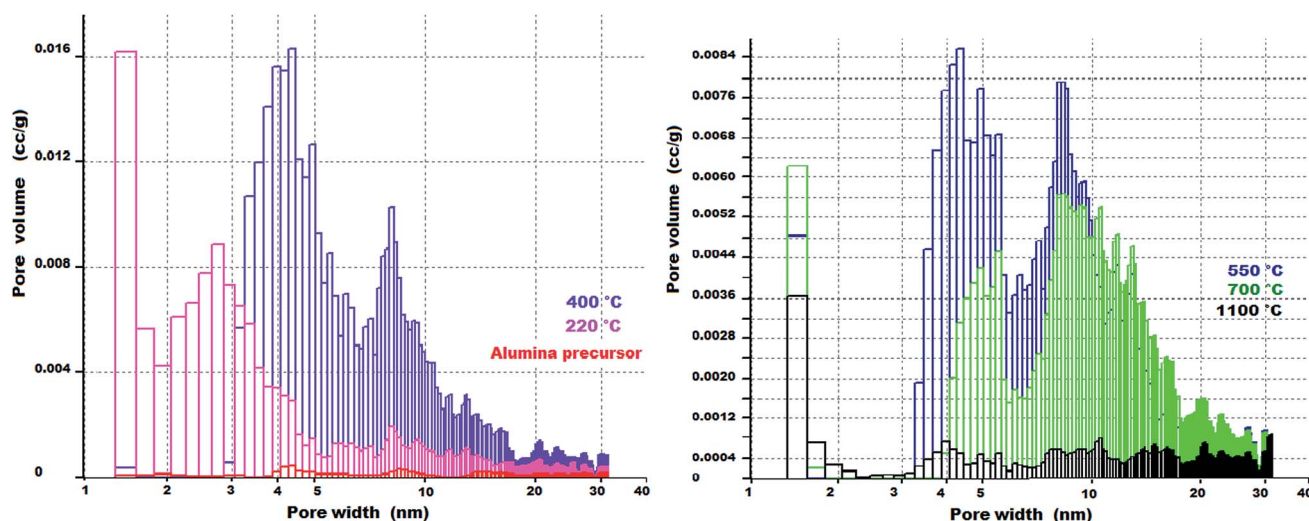 0.016
0.012
0.008
0.004
0
Pore volume (cc/g)
400 °C
220 °C
Alumina precursor
1 2 3 4 5 10 20 30 40
Pore width (nm)
0.0084
0.0076
0.0068
0.0060
0.0052
0.0044
0.0036
0.0028
0.0020
0.0012
0.0004
0
Pore volume (cc/g)
550 °C
700 °C
1100 °C
1 2 3 4 5 10 20 30 40
Pore width (nm)